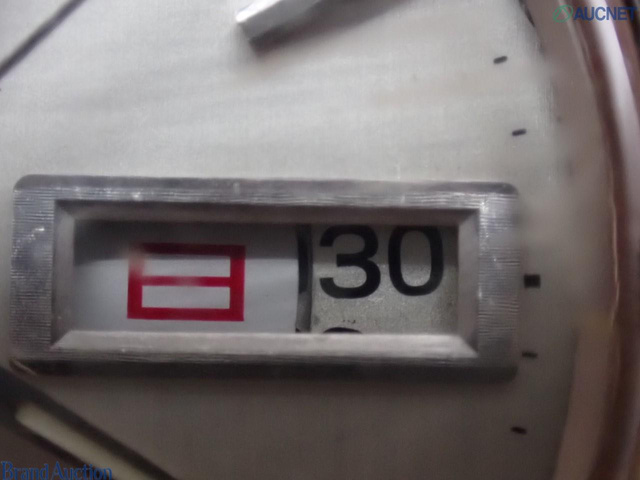 AUCNET
日 30
Brand Auction